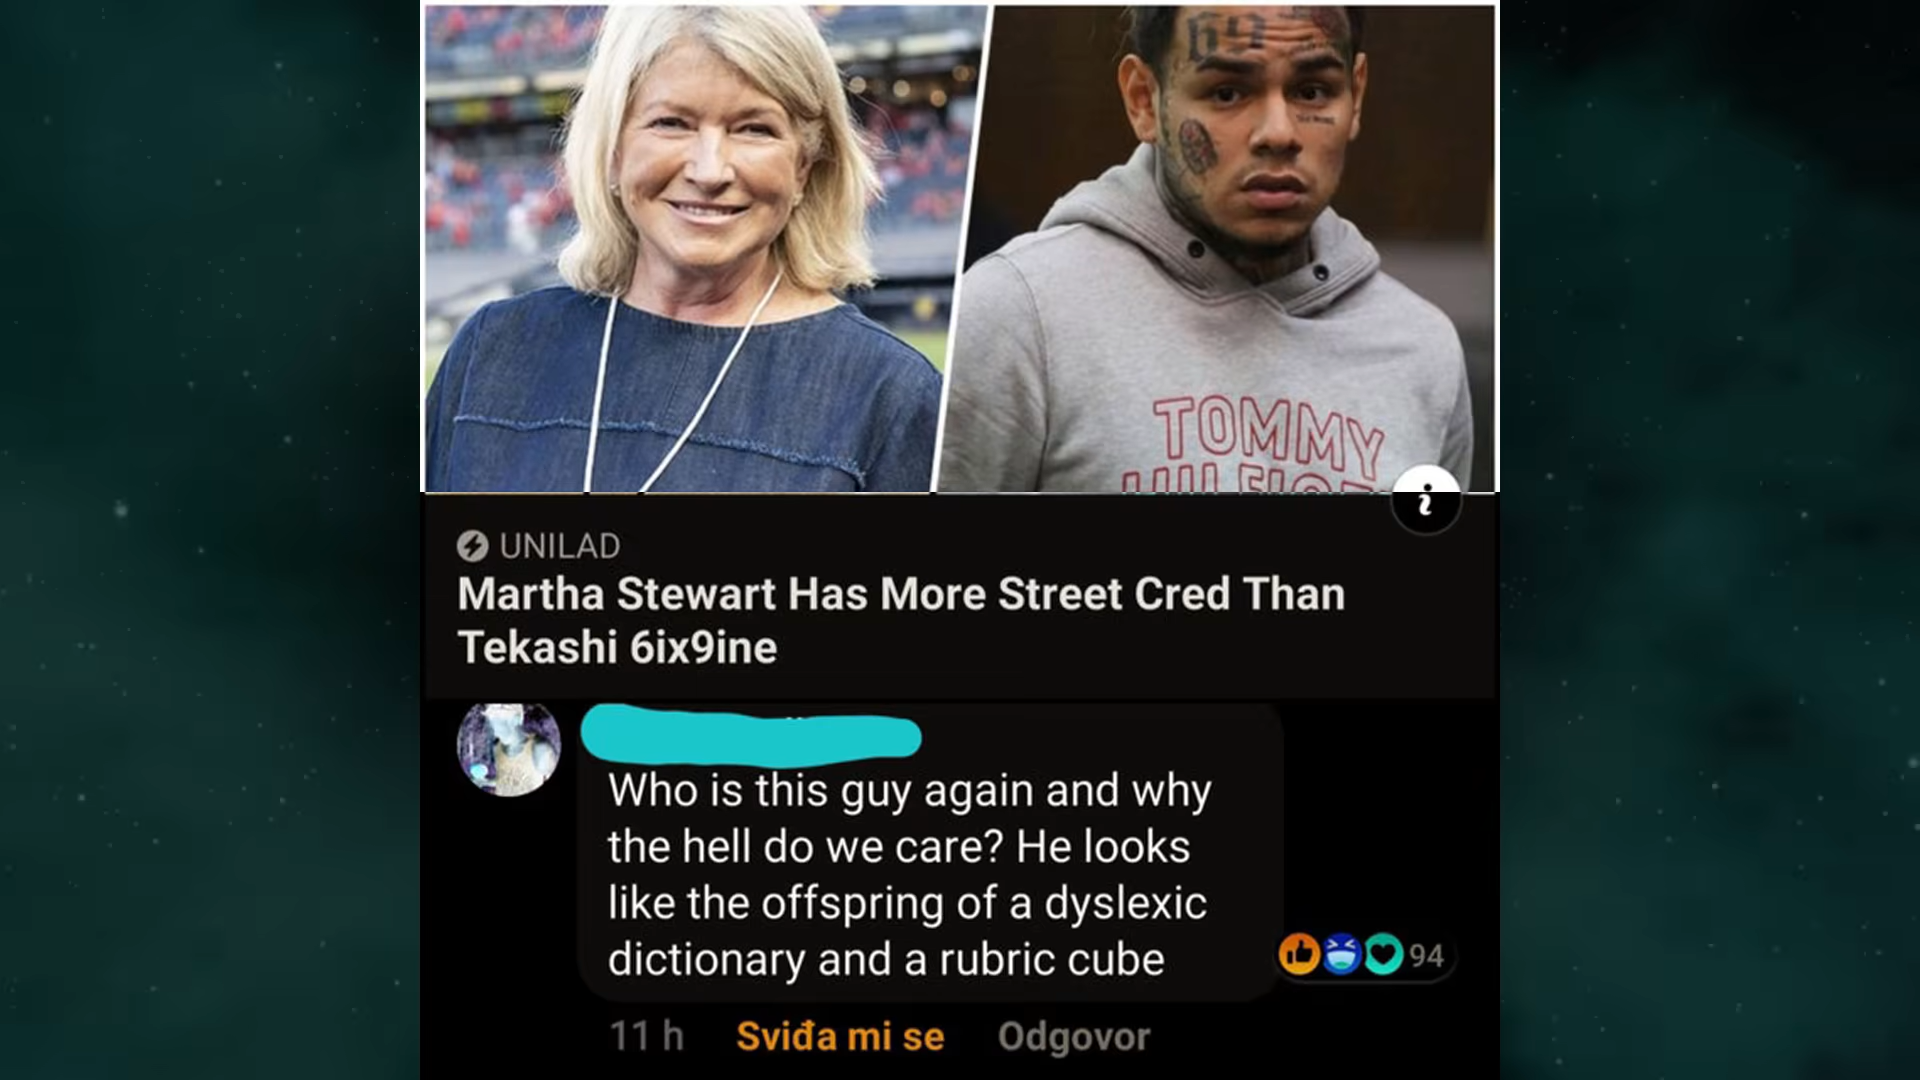 69
TOMMY
HILFIGER
UNILAD
Martha Stewart Has More Street Cred Than
Tekashi 6ix9ine
Who is this guy again and why
the hell do we care? He looks
like the offspring of a dyslexic
dictionary and a rubric cube
94
11 h Sviđa mi se Odgovor